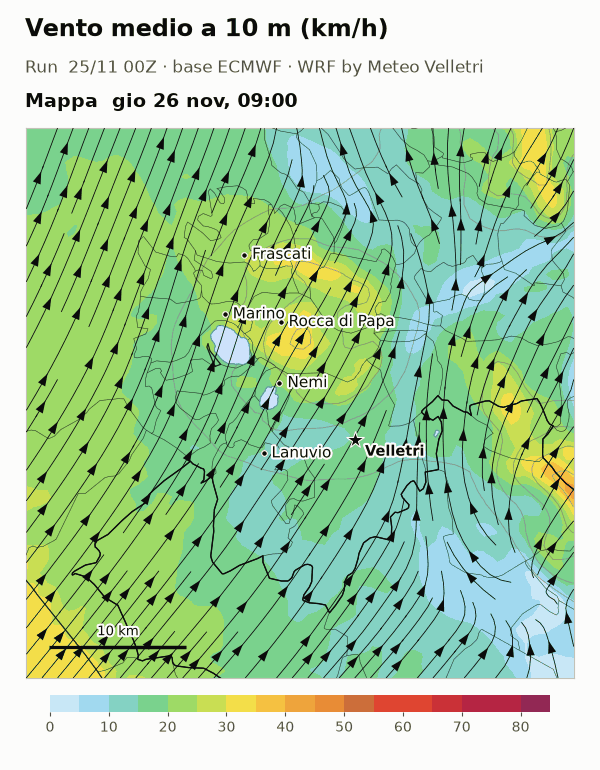 Vento medio a 10 m (km/h)
Run  25/11 00Z · base ECMWF · WRF by Meteo Velletri
Mappa  gio 26 nov, 09:00
Frascati
Marino
Rocca di Papa
Nemi
Velletri
Lanuvio
10 km
0 10 20 30 40 50 60 70 80